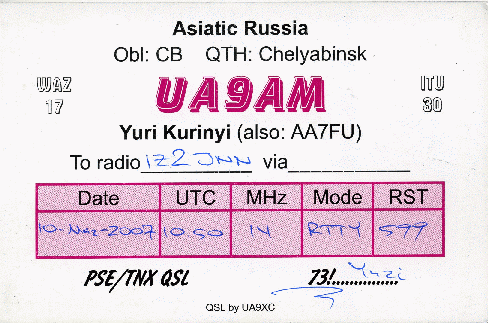 Asiatic Russia
Obl: CB QTH: Chelyabinsk
WAZ 17
UA9AM
ITU 30
Yuri Kurinyi (also: AA7FU)
To radio IZ2JNN via
Date UTC MHz Mode RST
10-Mar-2007 10:50 14 RTTY 599
PSE/TNX QSL 73! Yuri
QSL by UA9XC